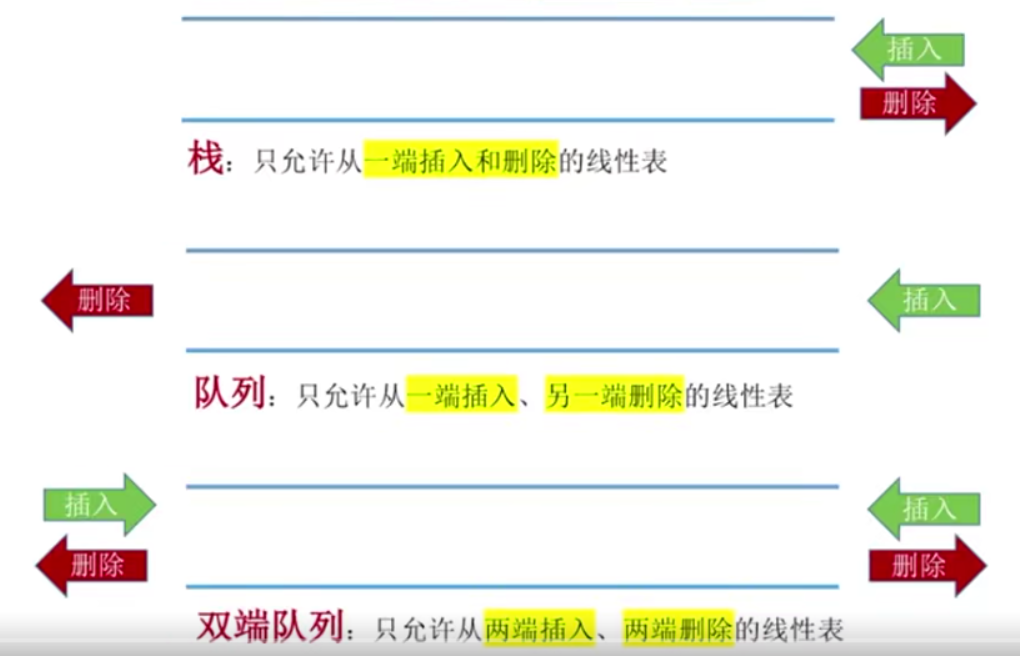 插入
删除
栈：只允许从一端插入和删除的线性表
删除
插入
队列：只允许从一端插入、另一端删除的线性表
插入
插入
删除
删除
双端队列：只允许从两端插入、两端删除的线性表